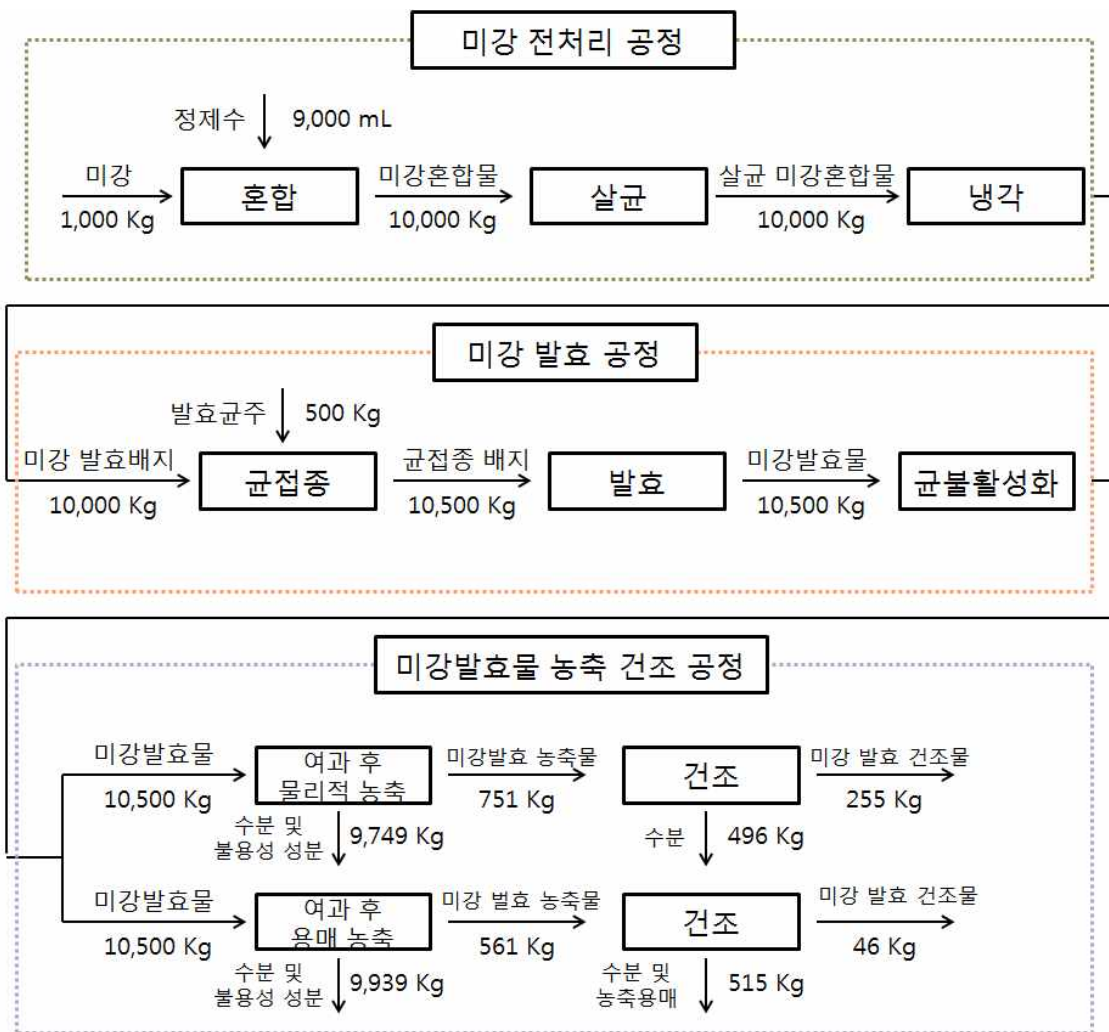 미강 전처리 공정
정제수 9,000 mL
미강 미강혼합물 살균 미강혼합물
혼합 살균 냉각
1,000 Kg 10,000 Kg 10,000 Kg
미강 발효 공정
발효균주 500 Kg
미강 발효배지 균접종 배지 미강발효물
균접종 발효 균불활성화
10,000 Kg 10,500 Kg 10,500 Kg
미강발효물 농축 건조 공정
미강발효물 여과 후 미강발효 농축물 건조 미강 발효 건조물
10,500 Kg 물리적 농축 751 Kg 255 Kg
수분 및 9,749 Kg 수분 496 Kg
불용성 성분
미강발효물 여과 후 미강 벌효 농축물 건조 미강 발효 건조물
10,500 Kg 용매 농축 561 Kg 46 Kg
수분 및 9,939 Kg 수분 및 515 Kg
불용성 성분 농축용매